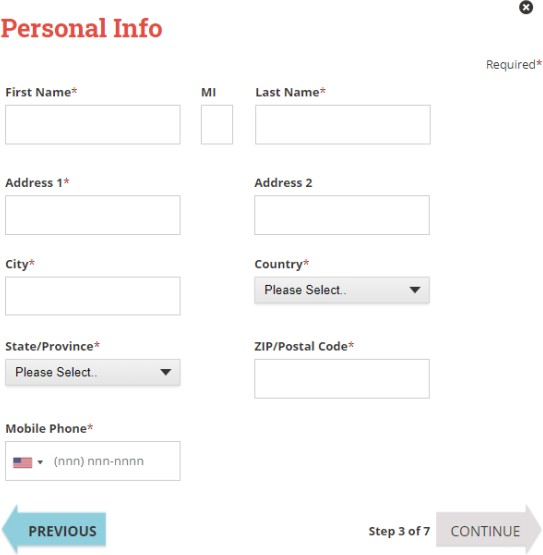 Personal Info
Required*
First Name* MI Last Name*
Address 1* Address 2
City* Country*
Please Select..
State/Province* ZIP/Postal Code*
Please Select..
Mobile Phone*
(nnn) nnn-nnnn
PREVIOUS Step 3 of 7 CONTINUE